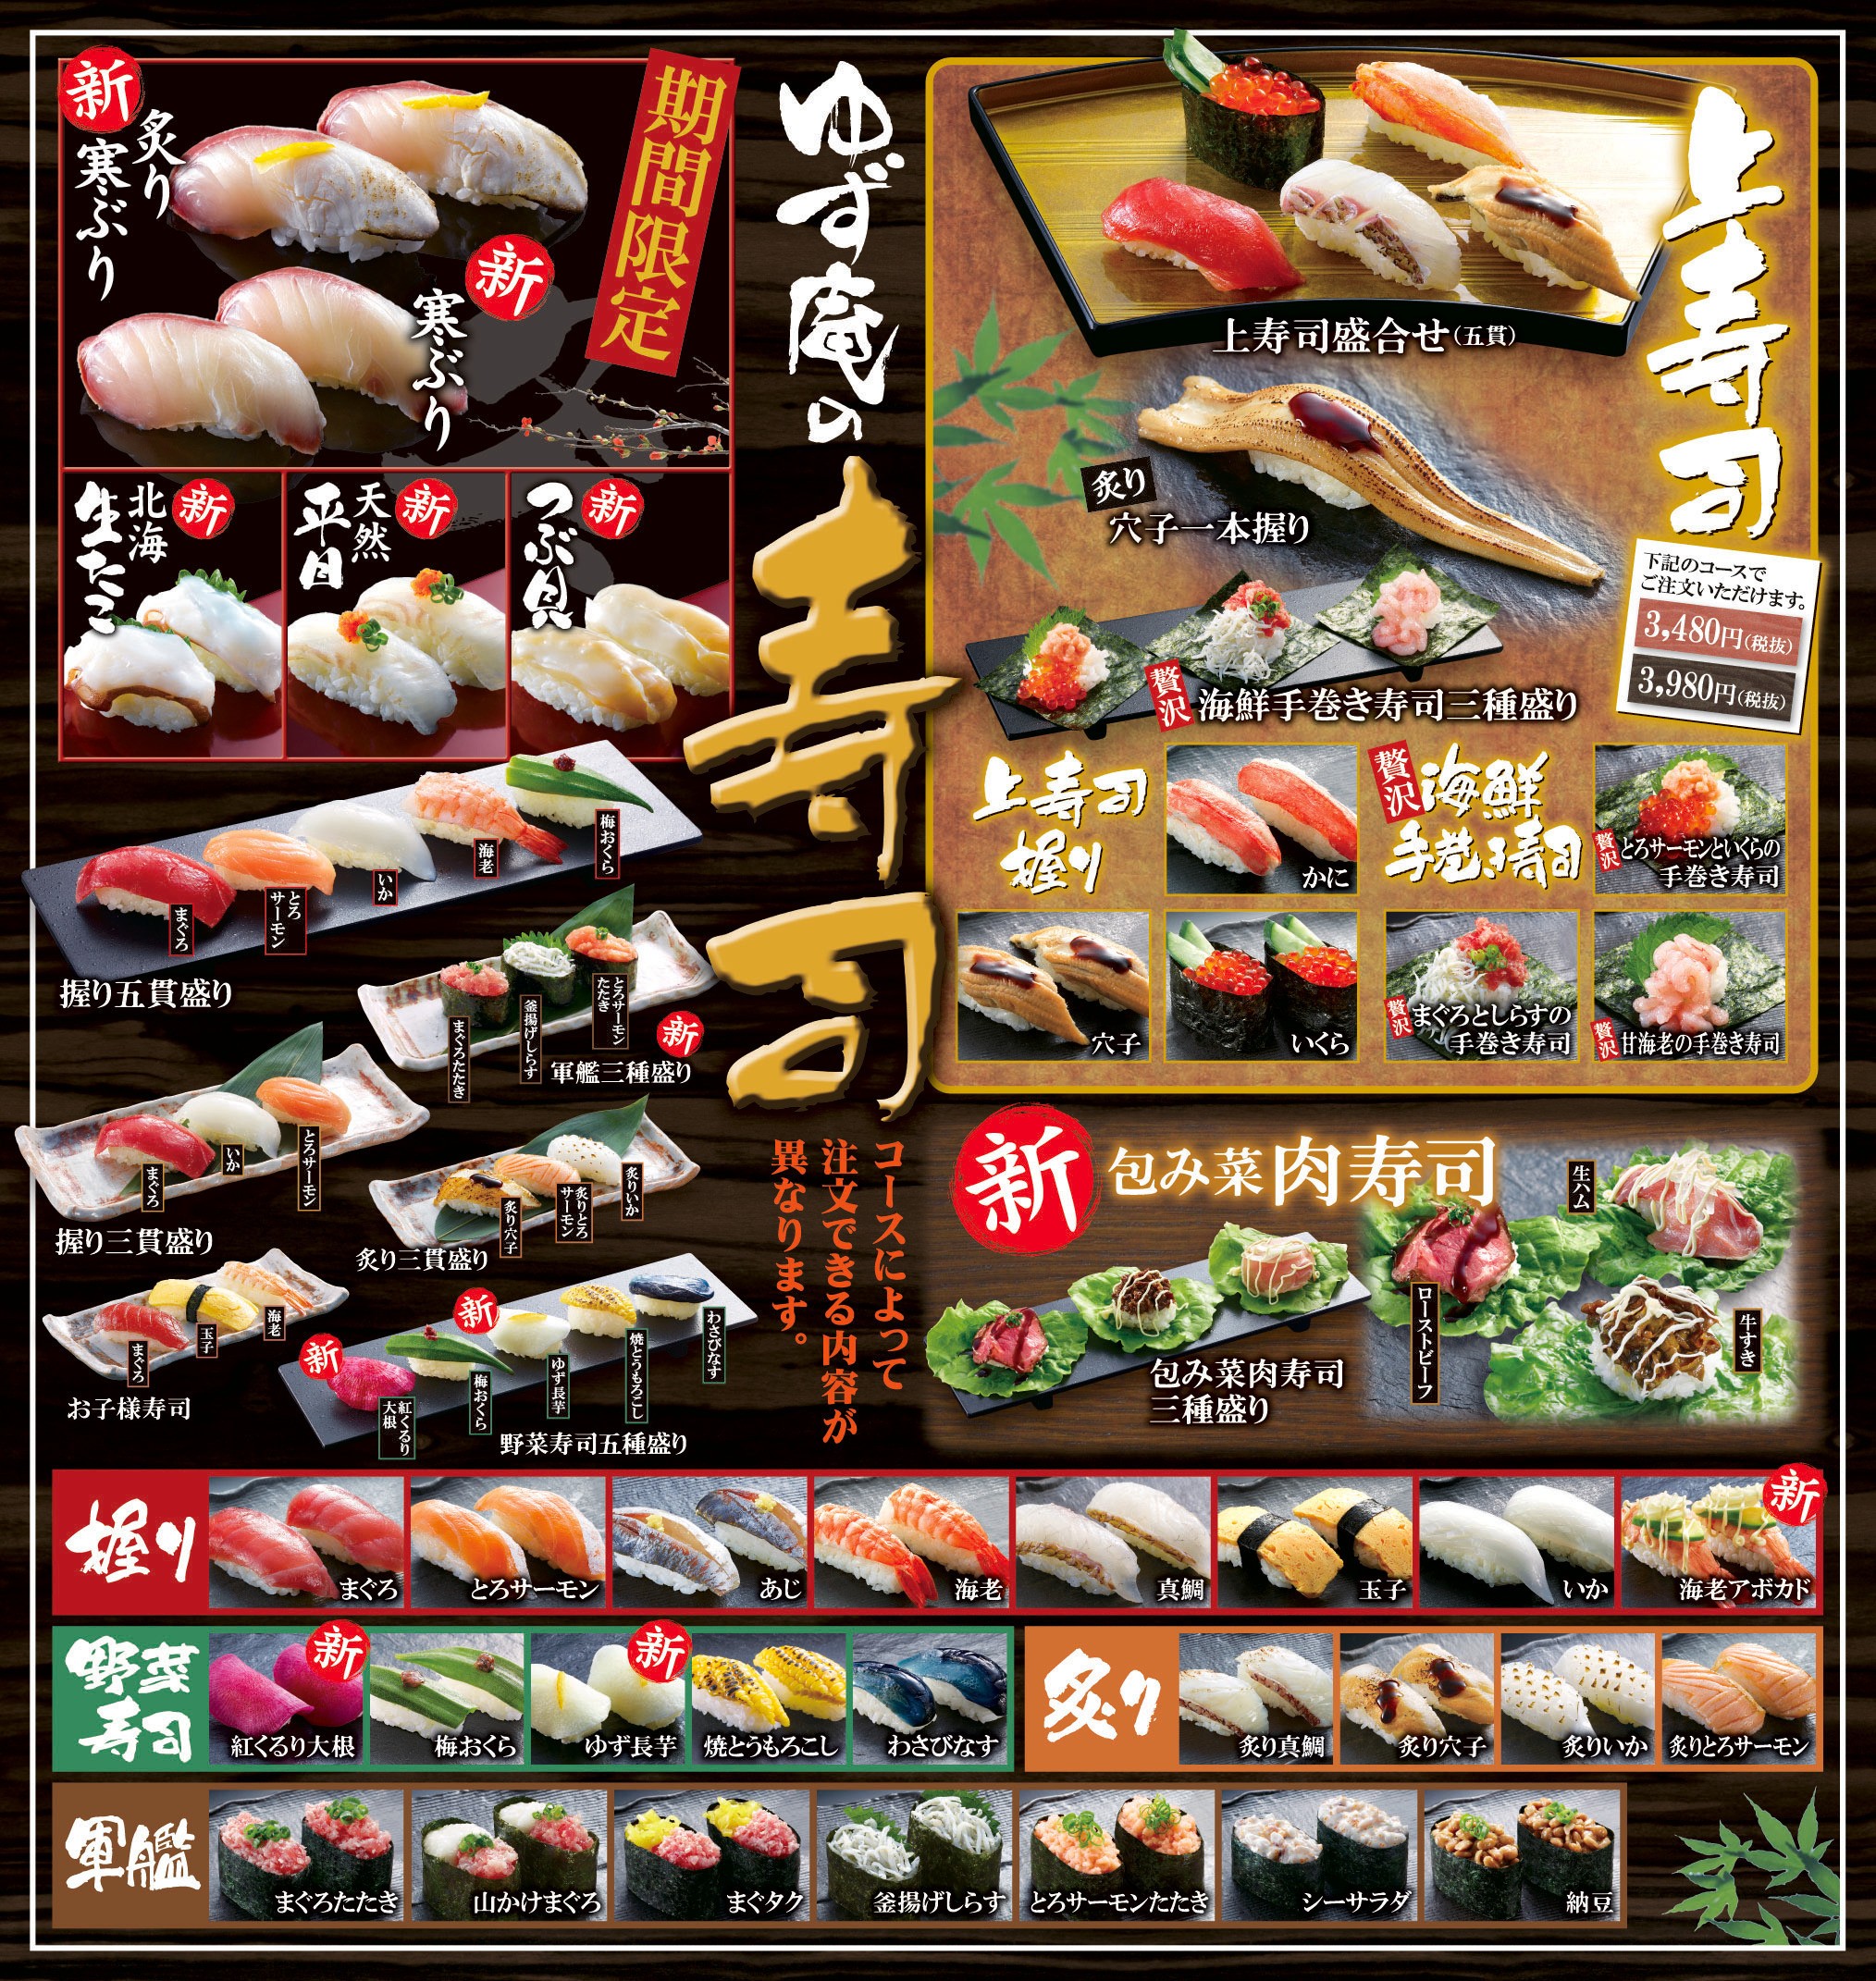 ゆず庵の
寿司
コースによって
注文できる内容が
異なります。
期間限定
新
炙り
寒ぶり
新
寒ぶり
新
北海
生たこ
新
天然
平目
新
つぶ貝
まぐろ
とろ
サーモン
いか
海老
梅おくら
握り五貫盛り
まぐろたたき
釜揚げしらす
とろサーモン
たたき
新
軍艦三種盛り
まぐろ
いか
とろサーモン
握り三貫盛り
炙り穴子
炙りとろ
サーモン
炙りいか
炙り三貫盛り
まぐろ
玉子
海老
お子様寿司
新
紅くるり
大根
梅おくら
新
ゆず長芋
焼とうもろこし
わさびなす
野菜寿司五種盛り
上寿司
上寿司盛合せ(五貫)
炙り
穴子一本握り
贅沢
海鮮手巻き寿司三種盛り
下記のコースで
ご注文いただけます。
3,480円(税抜)
3,980円(税抜)
上寿司
握り
かに
穴子
いくら
贅沢
海鮮
手巻き寿司
贅沢
とろサーモンといくらの
手巻き寿司
贅沢
まぐろとしらすの
手巻き寿司
贅沢
甘海老の手巻き寿司
新
包み菜肉寿司
包み菜肉寿司
三種盛り
生ハム
ローストビーフ
牛すき
握り
まぐろ
とろサーモン
あじ
海老
真鯛
玉子
いか
新
海老アボカド
野菜
寿司
新
紅くるり大根
梅おくら
新
ゆず長芋
焼とうもろこし
わさびなす
炙り
炙り真鯛
炙り穴子
炙りいか
炙りとろサーモン
軍艦
まぐろたたき
山かけまぐろ
まぐタク
釜揚げしらす
とろサーモンたたき
シーサラダ
納豆